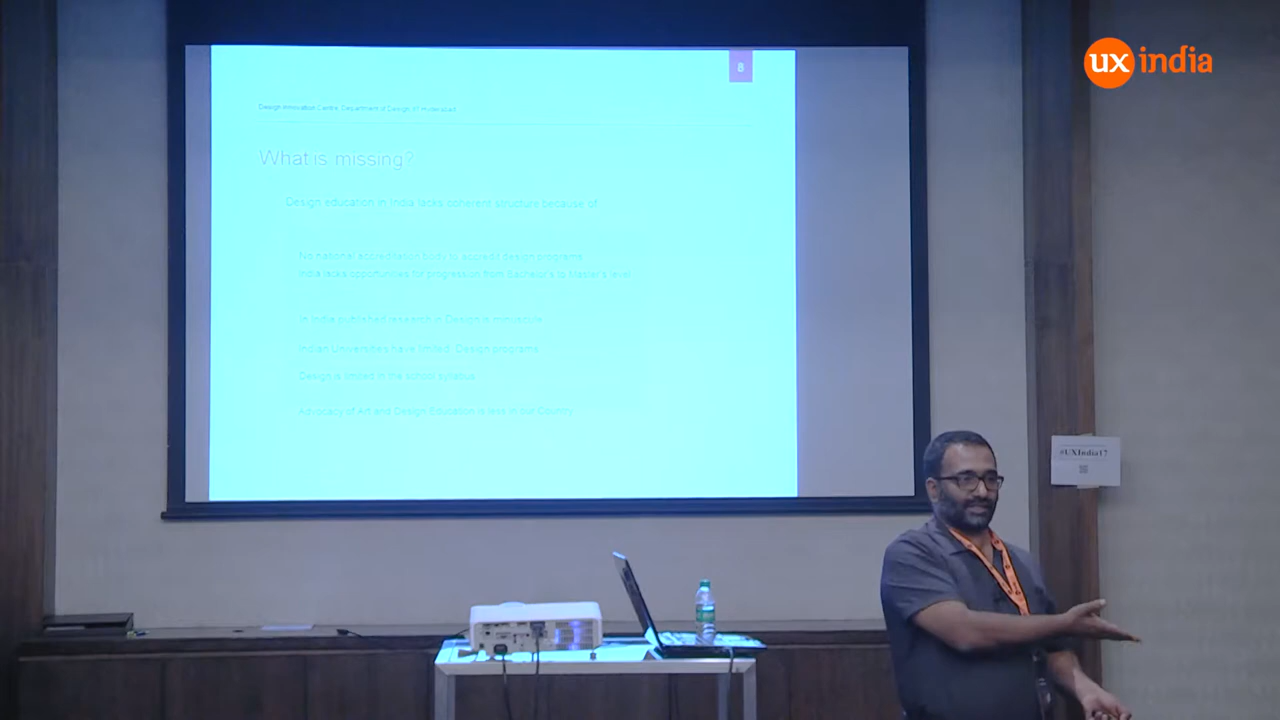 8
ux india
Design Innovation Centre, Department of Design, IIT Hyderabad
What is missing?
Design education in India lacks coherent structure because of
No national accreditation body to accredit design programs
India lacks opportunities for progression from Bachelor's to Master's level
In India published research in Design is minuscule
Indian Universities have limited Design programs
Design is limited in the school syllabus
Advocacy of Art and Design Education is less in our Country
#UXIndia17